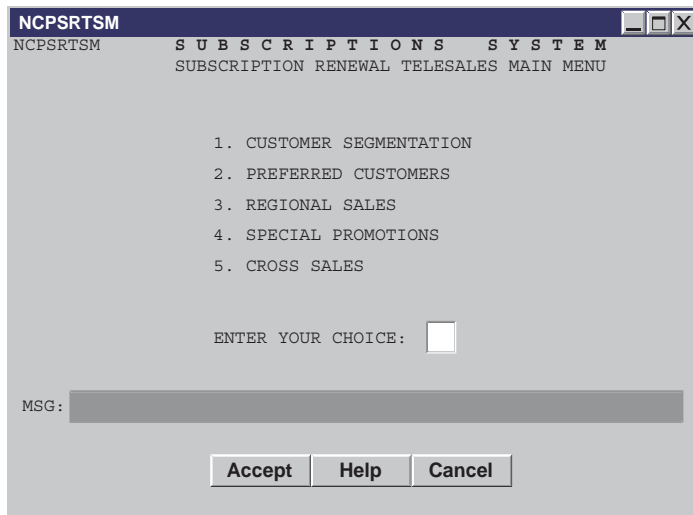 NCPSRTSM
NCPSRTSM S U B S C R I P T I O N S S Y S T E M
SUBSCRIPTION RENEWAL TELESALES MAIN MENU
1. CUSTOMER SEGMENTATION
2. PREFERRED CUSTOMERS
3. REGIONAL SALES
4. SPECIAL PROMOTIONS
5. CROSS SALES
ENTER YOUR CHOICE:
MSG:
Accept Help Cancel